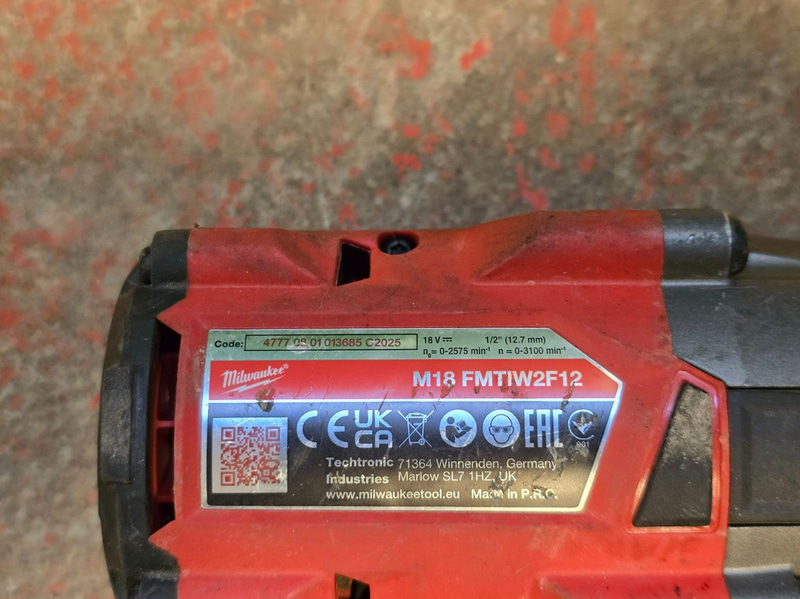 Code: 4777 08 01 013685 C2025
18 V 1/2" (12.7 mm)
n₀= 0-2575 min⁻¹ n = 0-3100 min⁻¹
Milwaukee®
M18 FMTIW2F12
CE UK CA EAC 001
Techtronic Industries
71364 Winnenden, Germany
Marlow SL7 1HZ, UK
www.milwaukeetool.eu Made in P.R.C.